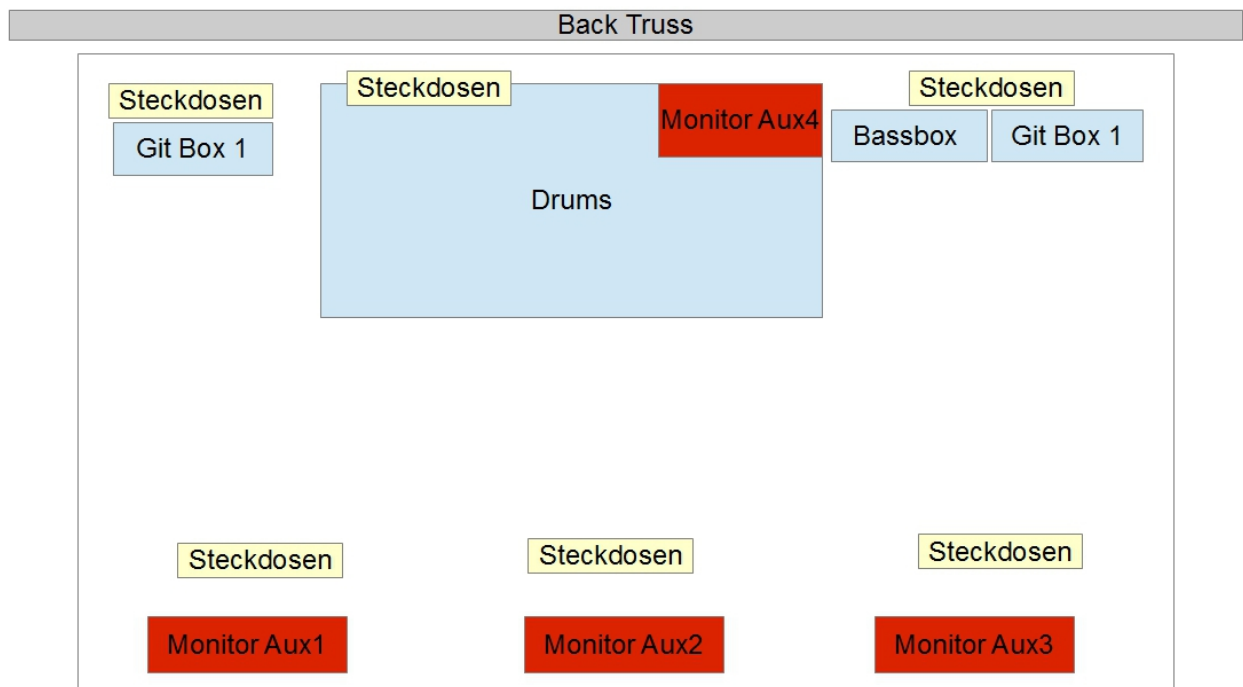 Back Truss
Steckdosen
Steckdosen
Steckdosen
Git Box 1
Monitor Aux4
Bassbox
Git Box 1
Drums
Steckdosen
Steckdosen
Steckdosen
Monitor Aux1
Monitor Aux2
Monitor Aux3